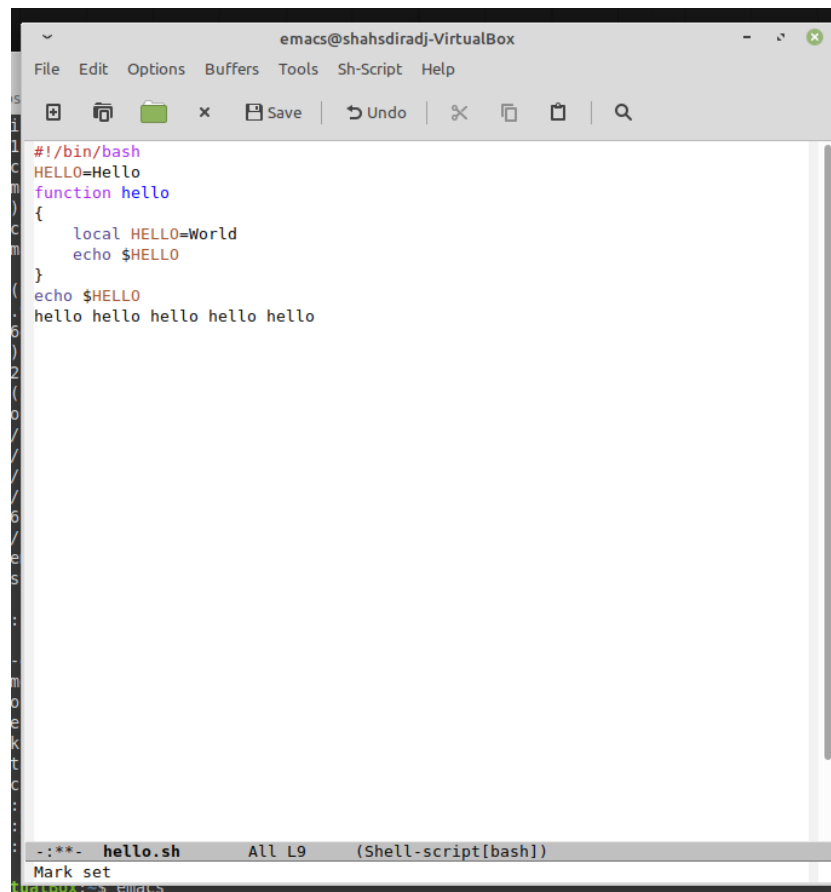 emacs@shahsdiradj-VirtualBox
File Edit Options Buffers Tools Sh-Script Help
Save Undo
#!/bin/bash
HELLO=Hello
function hello
{
    local HELLO=World
    echo $HELLO
}
echo $HELLO
hello hello hello hello hello
-:**- hello.sh All L9 (Shell-script[bash])
Mark set
tualBox:~$ emacs